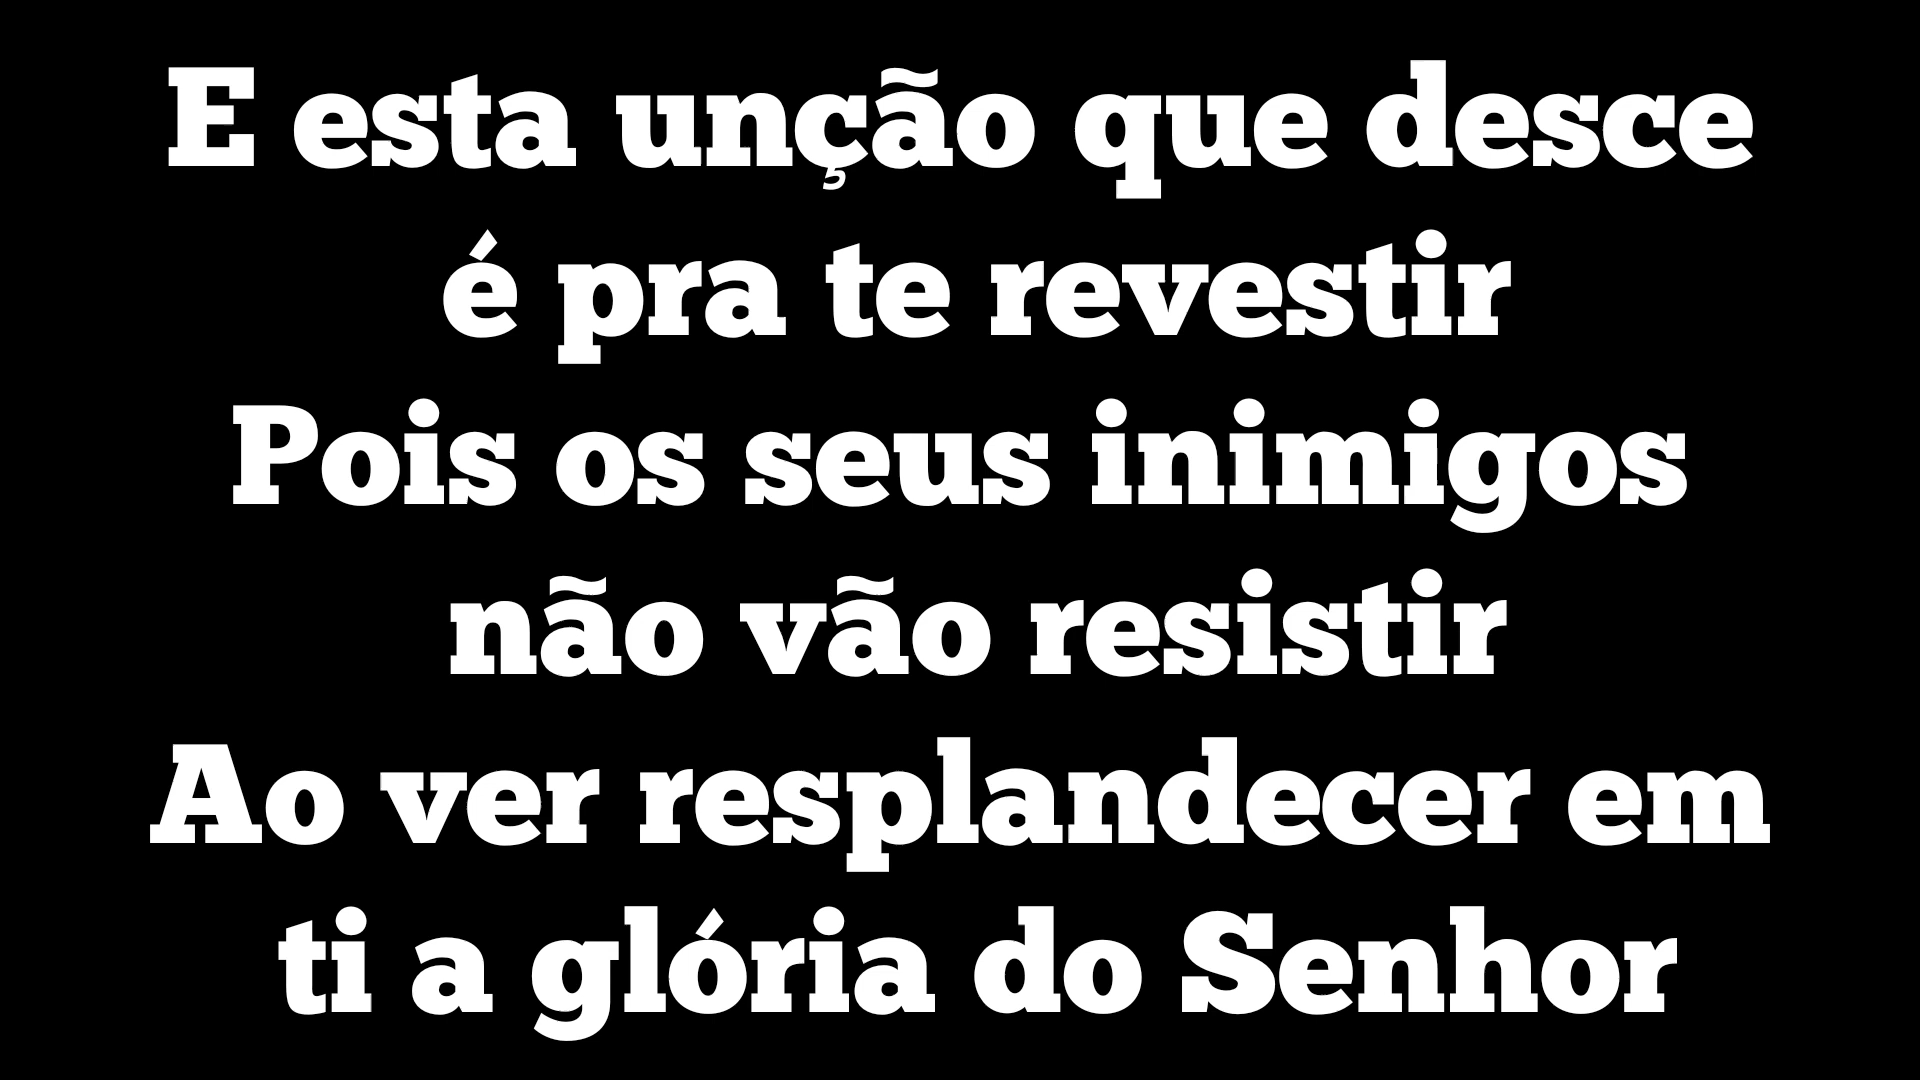 E esta unção que desce
é pra te revestir
Pois os seus inimigos
não vão resistir
Ao ver resplandecer em
ti a glória do Senhor